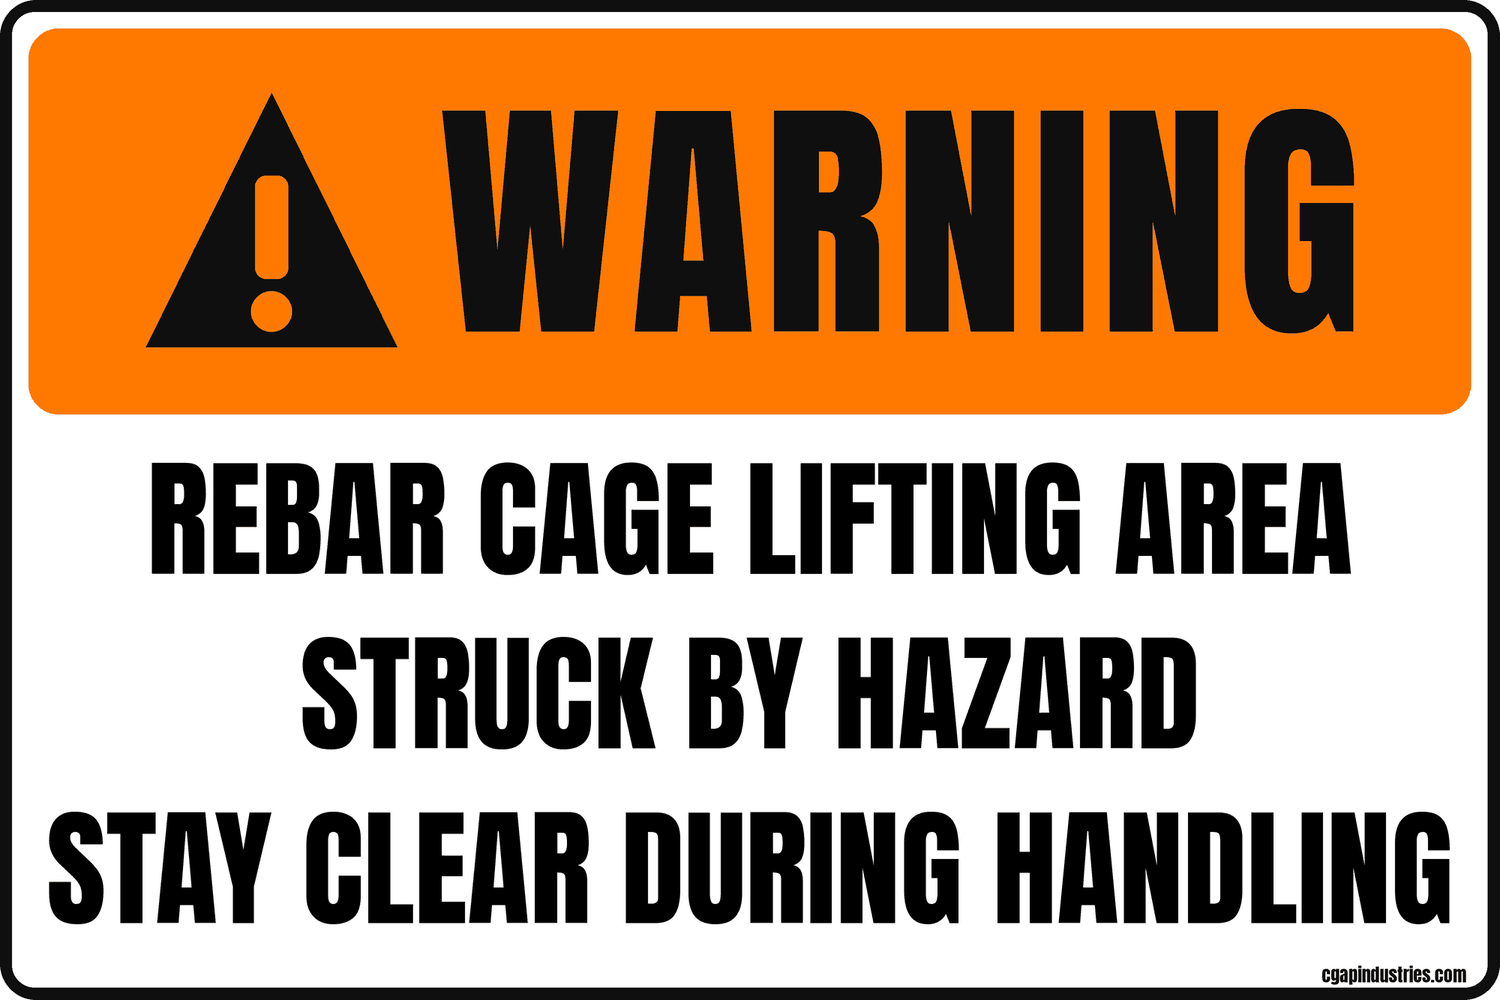 WARNING
REBAR CAGE LIFTING AREA
STRUCK BY HAZARD
STAY CLEAR DURING HANDLING
cgapindustries.com